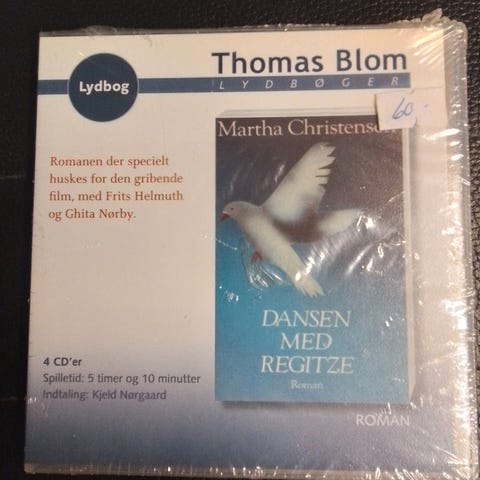 Thomas Blom
Lydbog
LYDBØGER
60.-
Martha Christensen
Romanen der specielt
huskes for den gribende
film, med Frits Helmuth
og Ghita Nørby.
DANSEN
MED
REGITZE
Roman
4 CD'er
Spilletid: 5 timer og 10 minutter
Indtaling: Kjeld Nørgaard
ROMAN